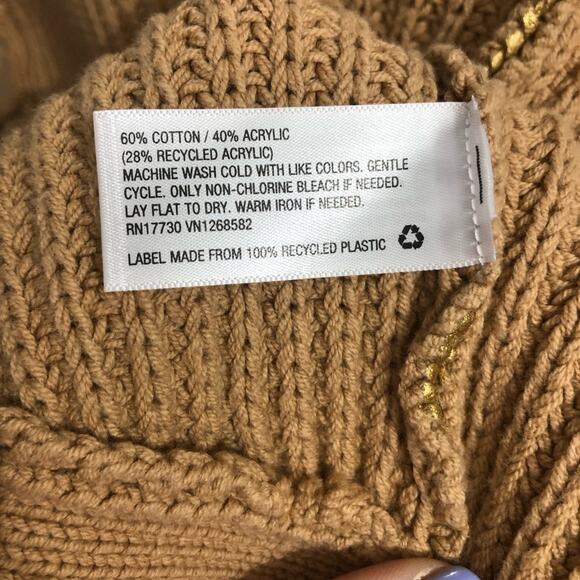 60% COTTON / 40% ACRYLIC
(28% RECYCLED ACRYLIC)
MACHINE WASH COLD WITH LIKE COLORS. GENTLE
CYCLE. ONLY NON-CHLORINE BLEACH IF NEEDED.
LAY FLAT TO DRY. WARM IRON IF NEEDED.
RN17730 VN1268582
LABEL MADE FROM 100% RECYCLED PLASTIC